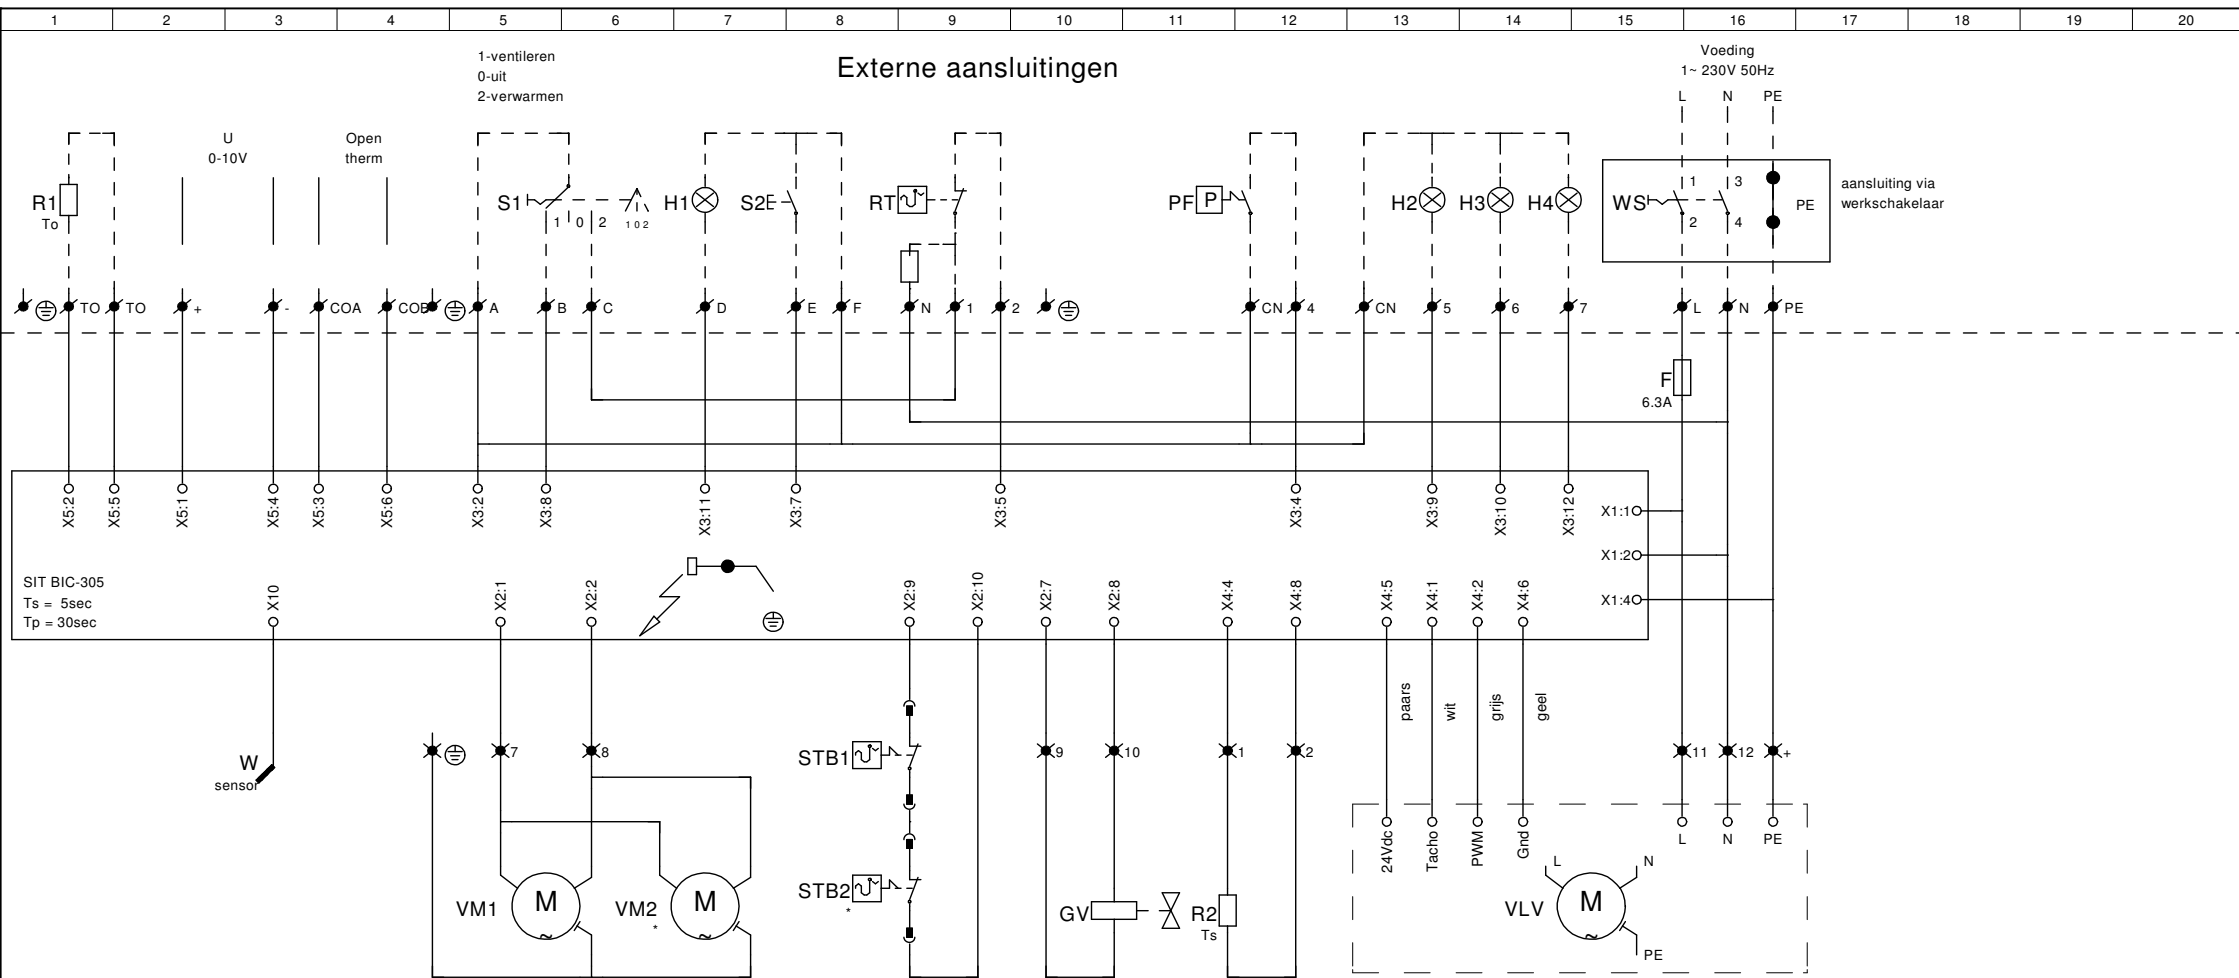 1 2 3 4 5 6 7 8 9 10 11 12 13 14 15 16 17 18 19 20
1-ventileren
0-uit
2-verwarmen
Externe aansluitingen
Voeding
1~ 230V 50Hz
L N PE
U
0-10V
Open
therm
R1
To
S1
1 0 2
1 0 2
H1
S2
RT
PF
P
H2
H3
H4
WS
1
2
3
4
PE
aansluiting via
werkschakelaar
TO TO + - COA COB A B C D E F N 1 2 CN 4 CN 5 6 7 L N PE
F
6.3A
X5:2 X5:5 X5:1 X5:4 X5:3 X5:6 X3:2 X3:8 X3:11 X3:7 X3:5 X3:4 X3:9 X3:10 X3:12
X1:1
X1:2
X1:4
SIT BIC-305
Ts = 5sec
Tp = 30sec
X10 X2:1 X2:2 X2:9 X2:10 X2:7 X2:8 X4:4 X4:8 X4:5 X4:1 X4:2 X4:6
paars wit grijs geel
W
sensor
7 8
STB1
9 10 1 2 11 12 +
24Vdc Tacho PWM Gnd
L N PE
VM1
M
~
VM2
*
M
~
STB2
*
GV
R2
Ts
VLV
L
N
M
~
PE